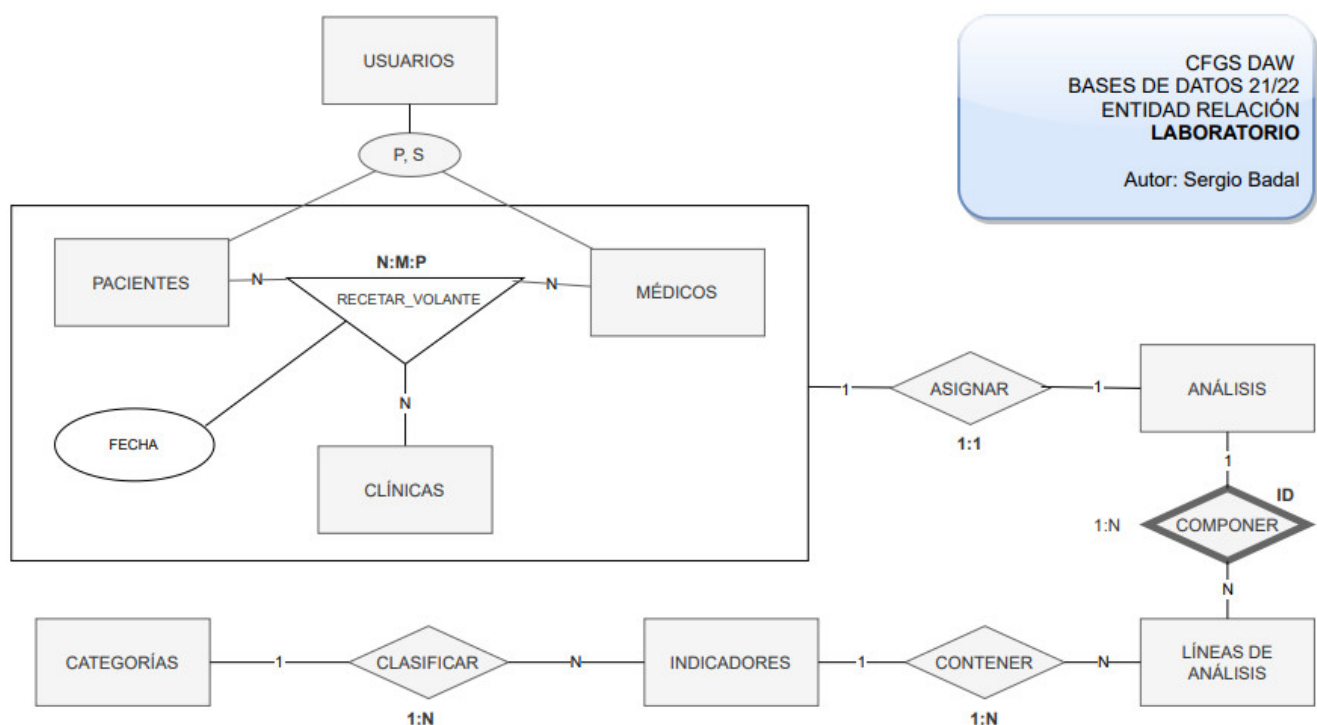 USUARIOS
CFGS DAW
BASES DE DATOS 21/22
ENTIDAD RELACIÓN
LABORATORIO
Autor: Sergio Badal
P, S
PACIENTES
N
N:M:P
RECETAR_VOLANTE
N
MÉDICOS
N
FECHA
CLÍNICAS
1
ASIGNAR
1
ANÁLISIS
1:1
1
ID
1:N
COMPONER
N
CATEGORÍAS
1
CLASIFICAR
N
INDICADORES
1
CONTENER
N
LÍNEAS DE
ANÁLISIS
1:N
1:N